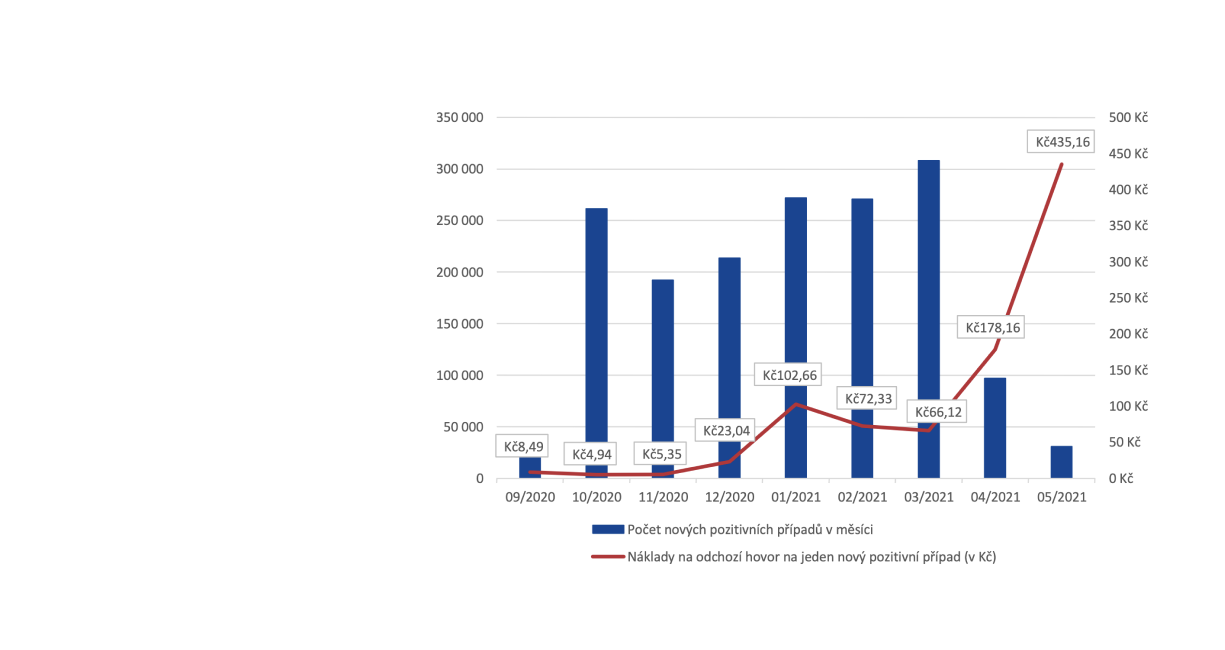 350 000
300 000
250 000
200 000
150 000
100 000
50 000
0
500 Kč
450 Kč
400 Kč
350 Kč
300 Kč
250 Kč
200 Kč
150 Kč
100 Kč
50 Kč
0 Kč
Kč8,49
Kč4,94
Kč5,35
Kč23,04
Kč102,66
Kč72,33
Kč66,12
Kč178,16
Kč435,16
09/2020 10/2020 11/2020 12/2020 01/2021 02/2021 03/2021 04/2021 05/2021
Počet nových pozitivních případů v měsíci
Náklady na odchozí hovor na jeden nový pozitivní případ (v Kč)